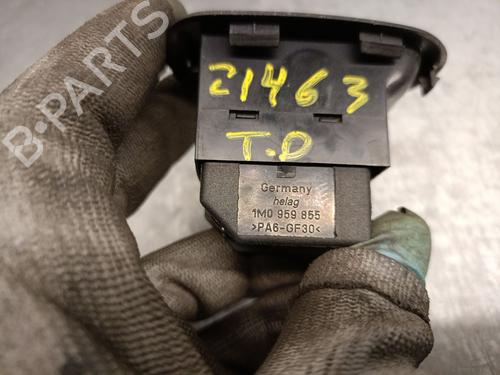 B-PARTS
21463
T.D
Germany
helag
1M0 959 855
>PA6-GF30<